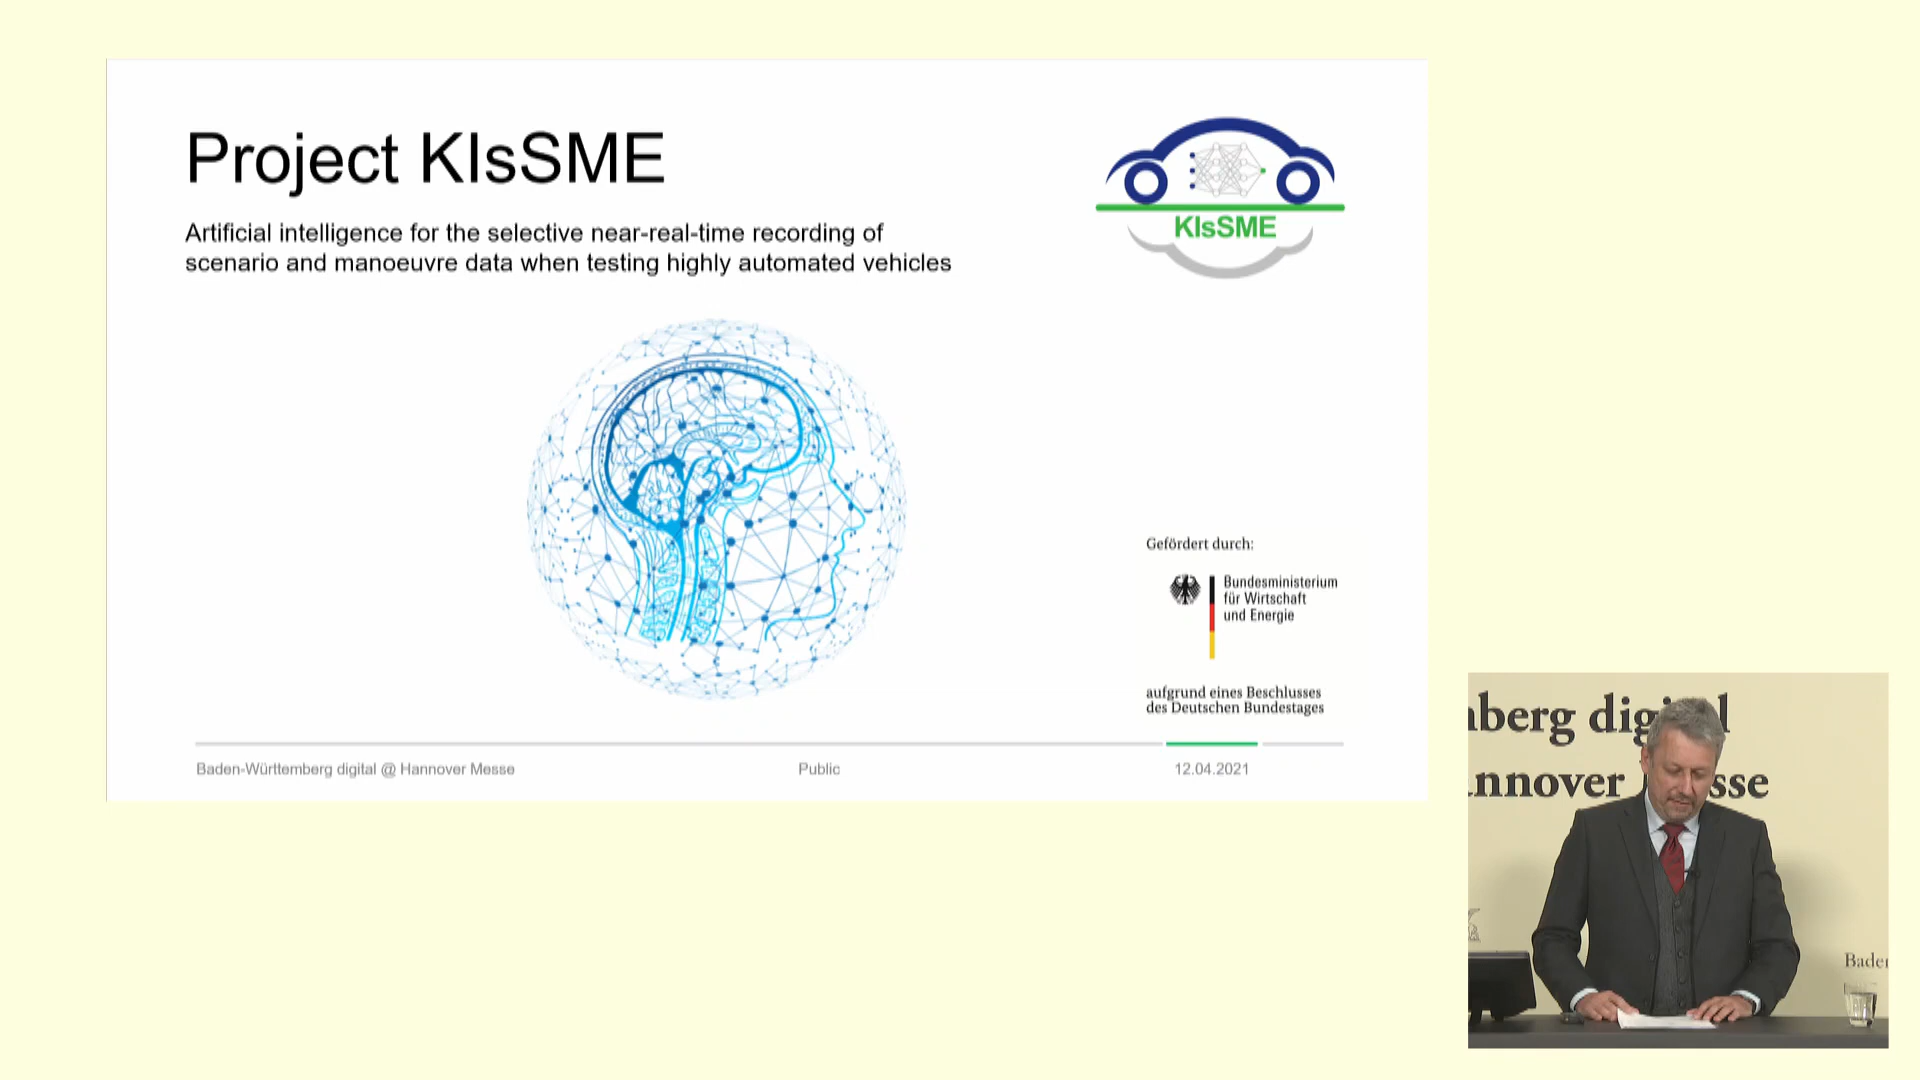 Project KIsSME
Artificial intelligence for the selective near-real-time recording of
scenario and manoeuvre data when testing highly automated vehicles
KIsSME
Gefördert durch:
Bundesministerium
für Wirtschaft
und Energie
aufgrund eines Beschlusses
des Deutschen Bundestages
Baden-Württemberg digital @ Hannover Messe
Public
12.04.2021